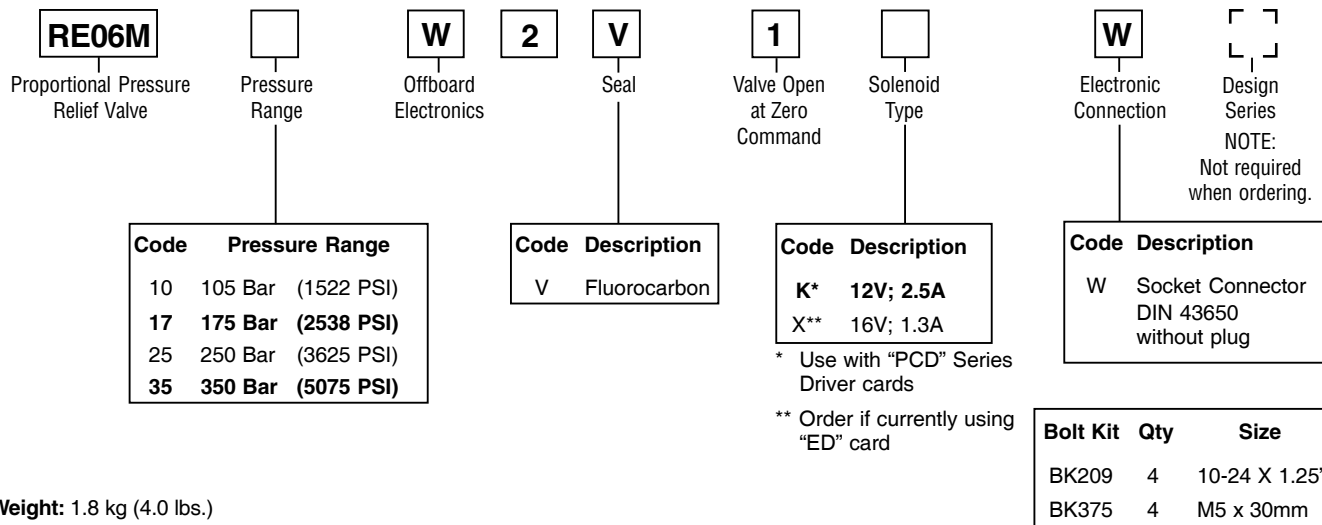 RE06M W 2 V 1 W
Proportional Pressure
Relief Valve
Pressure
Range
Offboard
Electronics
Seal
Valve Open
at Zero
Command
Solenoid
Type
Electronic
Connection
Design
Series
NOTE:
Not required
when ordering.
Code Pressure Range
10 105 Bar (1522 PSI)
17 175 Bar (2538 PSI)
25 250 Bar (3625 PSI)
35 350 Bar (5075 PSI)
Code Description
V Fluorocarbon
Code Description
K* 12V; 2.5A
X** 16V; 1.3A
* Use with “PCD” Series
Driver cards
** Order if currently using
“ED” card
Code Description
W Socket Connector
DIN 43650
without plug
Bolt Kit Qty Size
BK209 4 10-24 X 1.25"
BK375 4 M5 x 30mm
Weight: 1.8 kg (4.0 lbs.)